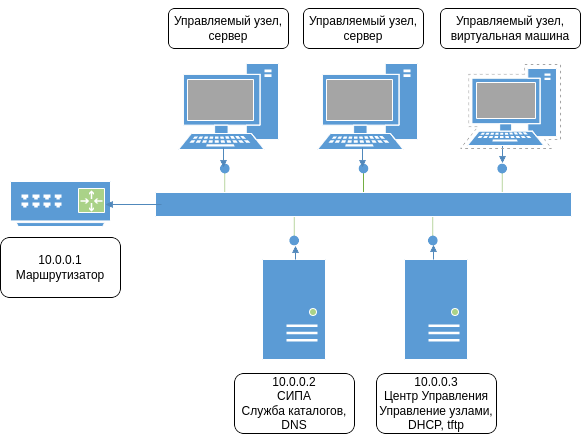 Управляемый узел,
сервер
Управляемый узел,
сервер
Управляемый узел,
виртуальная машина
10.0.0.1
Маршрутизатор
10.0.0.2
СИПА
Служба каталогов,
DNS
10.0.0.3
Центр Управления
Управление узлами,
DHCP, tftp